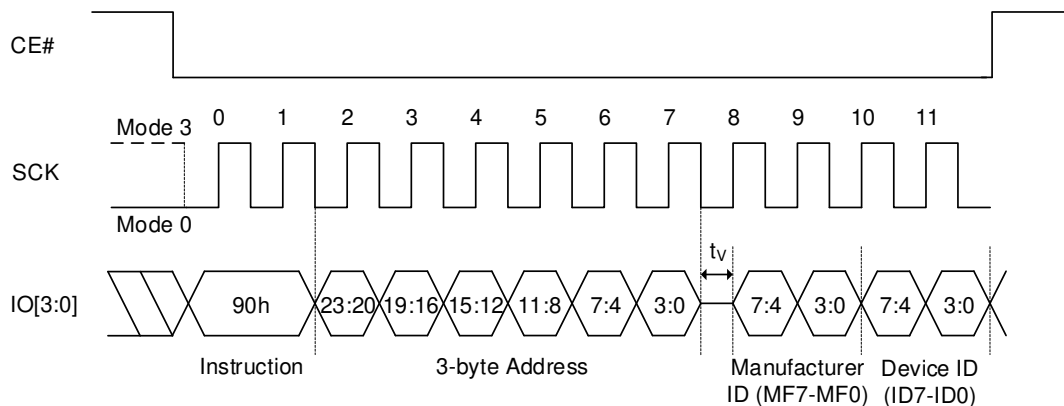 CE#
0 1 2 3 4 5 6 7 8 9 10 11
Mode 3
SCK
Mode 0
tV
IO[3:0] 90h 23:20 19:16 15:12 11:8 7:4 3:0 7:4 3:0 7:4 3:0
Instruction 3-byte Address Manufacturer Device ID
ID (MF7-MF0) (ID7-ID0)